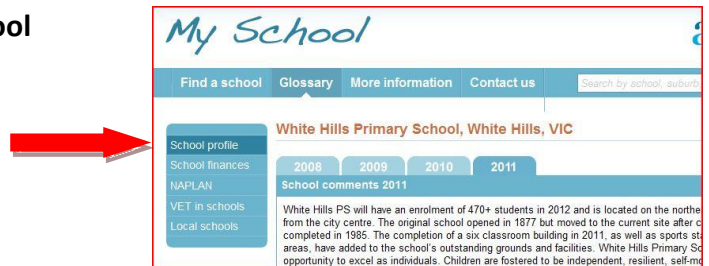 ool
My School
Find a school Glossary More information Contact us Search by school, suburb
White Hills Primary School, White Hills, VIC
School profile
School finances
NAPLAN
VET in schools
Local schools
2008 2009 2010 2011
School comments 2011
White Hills PS will have an enrolment of 470+ students in 2012 and is located on the northe
from the city centre. The original school opened in 1877 but moved to the current site after c
completed in 1985. The completion of a six classroom building in 2011, as well as sports sta
areas, have added to the school's outstanding grounds and facilities. White Hills Primary Sc
opportunity to excel as individuals. Children are fostered to be independent, resilient, self-mo